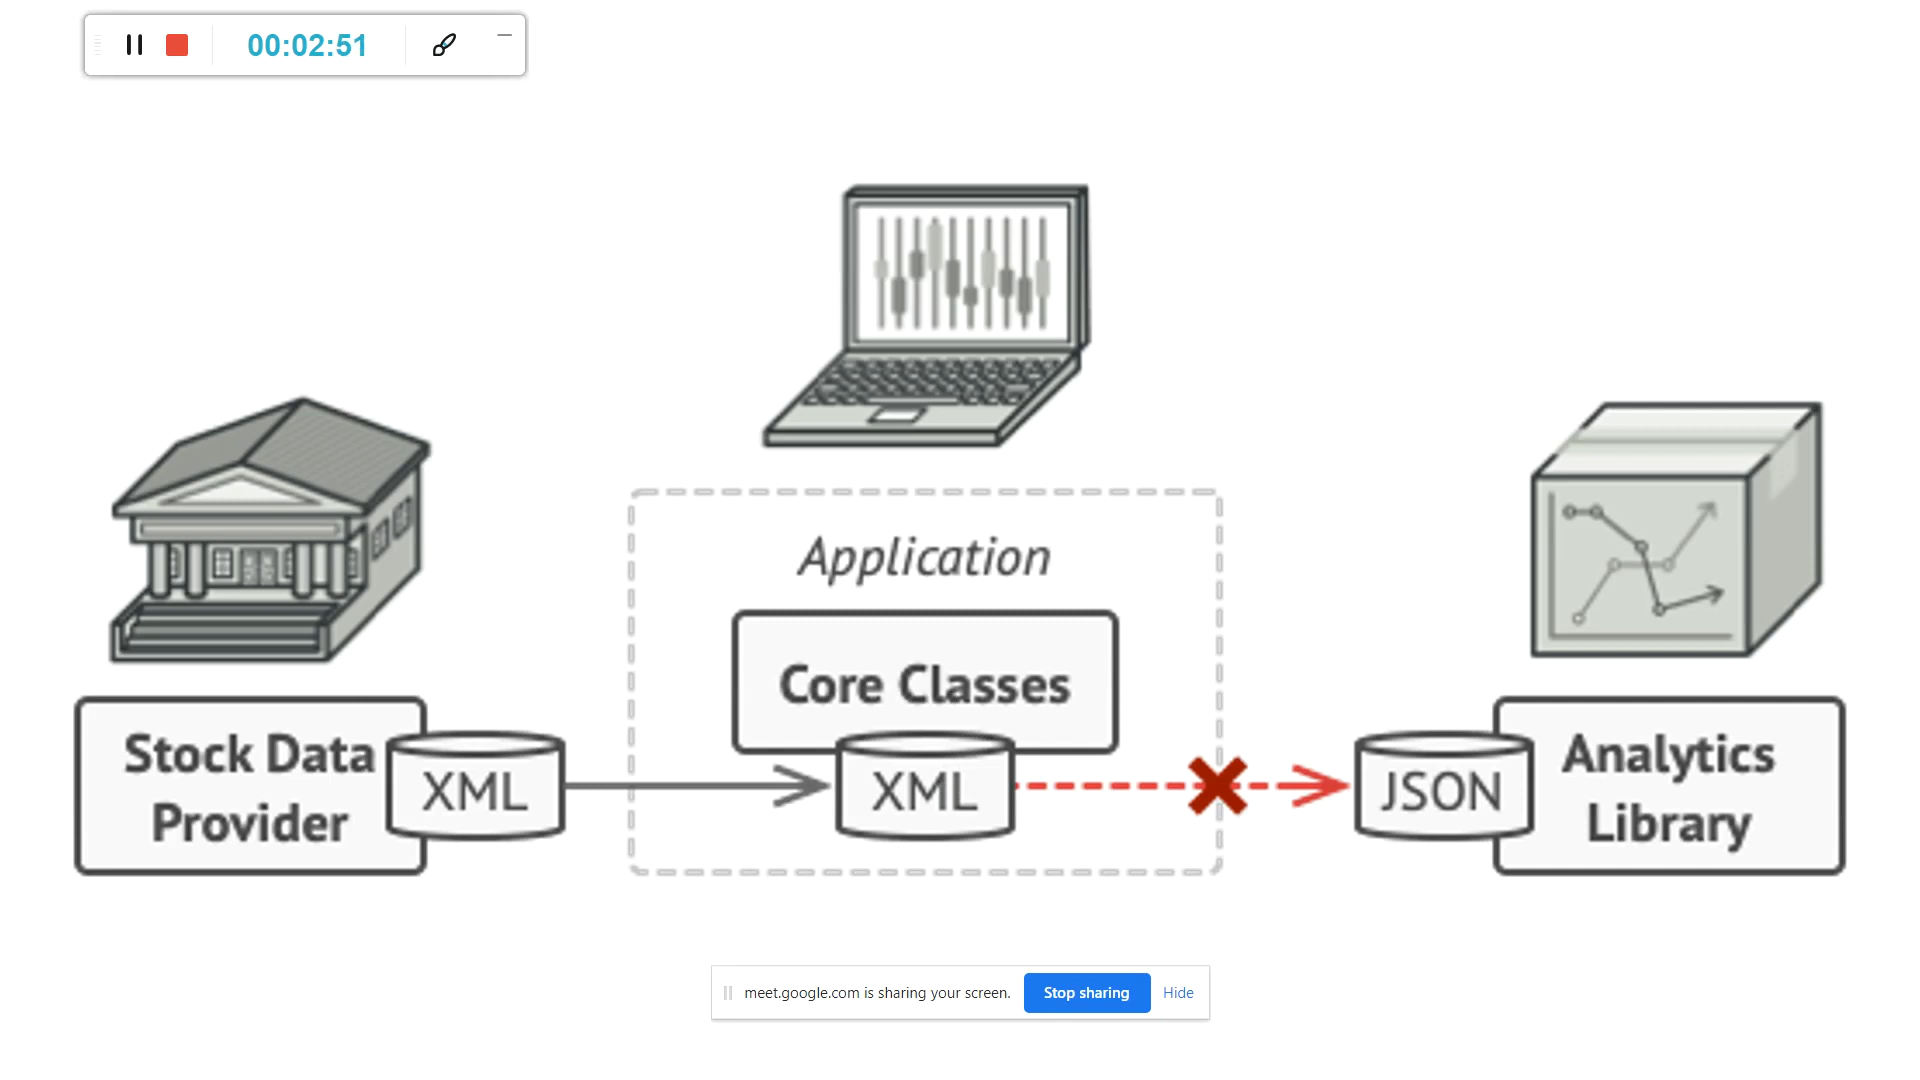 00:02:51
Application
Core Classes
Stock Data
Provider
XML
XML
JSON
Analytics
Library
meet.google.com is sharing your screen.
Stop sharing
Hide